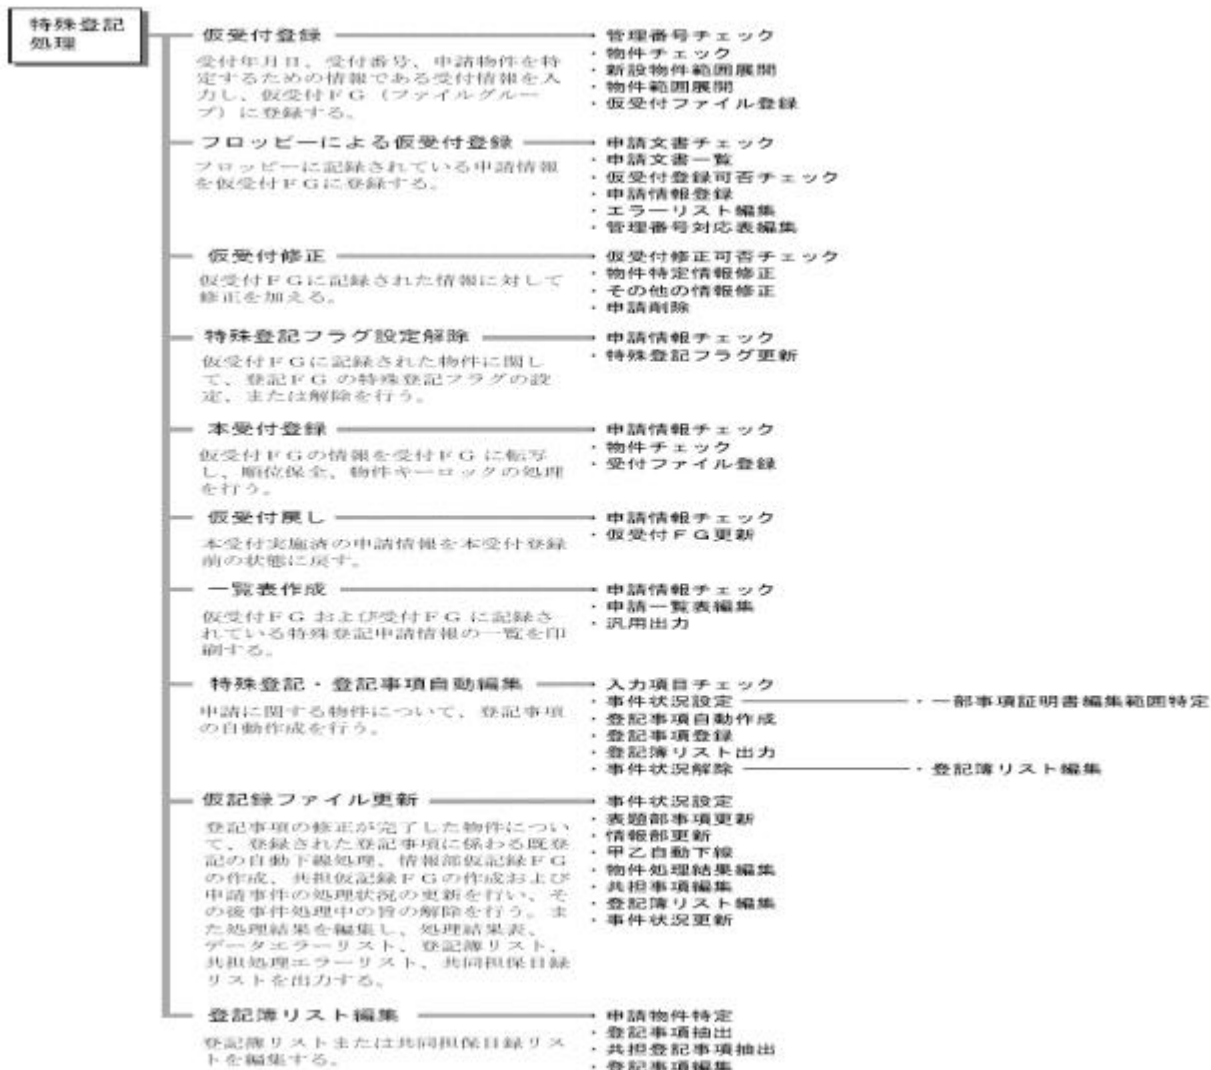 特殊登記
処理
仮受付登録
受付年月日、受付番号、申請物件を特
定するための情報である受付情報を入
力し、仮受付FG（ファイルグルー
プ）に登録する。
・管理番号チェック
・物件チェック
・新設物件範囲展開
・物件範囲展開
・仮受付ファイル登録
フロッピーによる仮受付登録
フロッピーに記録されている申請情報
を仮受付FGに登録する。
・申請文書チェック
・申請文書一覧
・仮受付登録可否チェック
・申請情報登録
・エラーリスト編集
・管理番号対応表編集
仮受付修正
仮受付FGに記録された情報に対して
修正を加える。
・仮受付修正可否チェック
・物件特定情報修正
・その他の情報修正
・申請削除
特殊登記フラグ設定解除
仮受付FGに記録された物件に関し
て、登記FG の特殊登記フラグの設
定、または解除を行う。
・申請情報チェック
・特殊登記フラグ更新
本受付登録
仮受付FGの情報を受付FG に転写
し、順位保全、物件キーロックの処理
を行う。
・申請情報チェック
・物件チェック
・受付ファイル登録
仮受付戻し
本受付実施済の申請情報を本受付登録
前の状態に戻す。
・申請情報チェック
・仮受付FG更新
一覧表作成
仮受付FG および受付FG に記録さ
れている特殊登記申請情報の一覧を印
刷する。
・申請情報チェック
・申請一覧表編集
・汎用出力
特殊登記・登記事項自動編集
申請に関する物件について、登記事項
の自動作成を行う。
・入力項目チェック
・事件状況設定
・一部事項証明書編集範囲特定
・登記事項自動作成
・登記事項登録
・登記簿リスト出力
・事件状況解除
・登記簿リスト編集
仮記録ファイル更新
登記事項の修正が完了した物件につい
て、登録された登記事項に係わる既登
記の自動下線処理、情報部仮記録FG
の作成、共担仮記録FGの作成および
申請事件の処理状況の更新を行い、そ
の後事件処理中の旨の解除を行う。ま
た処理結果を編集し、処理結果表、
データエラーリスト、登記簿リスト、
共担処理エラーリスト、共同担保目録
リストを出力する。
・事件状況設定
・表題部事項更新
・情報部更新
・甲乙自動下線
・物件処理結果編集
・共担事項編集
・登記簿リスト編集
・事件状況更新
登記簿リスト編集
登記簿リストまたは共同担保目録リス
トを編集する。
・申請物件特定
・登記事項抽出
・共担登記事項抽出
・登記事項編集